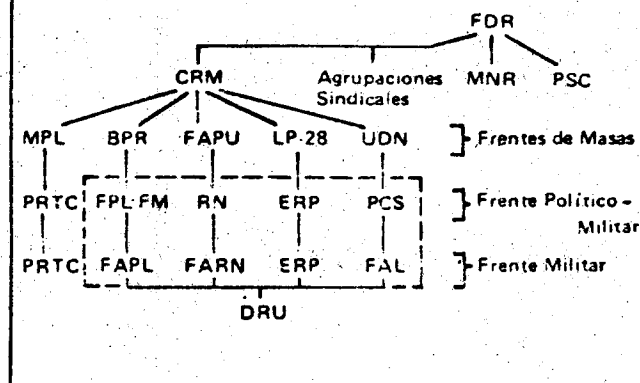 FDR
CRM Agrupaciones MNR PSC
Sindicales
MPL BPR FAPU LP-28 UDN Frentes de Masas
PRTC FPL-FM RN ERP PCS Frente Político-
Militar
PRTC FAPL FARN ERP FAL Frente Militar
DRU